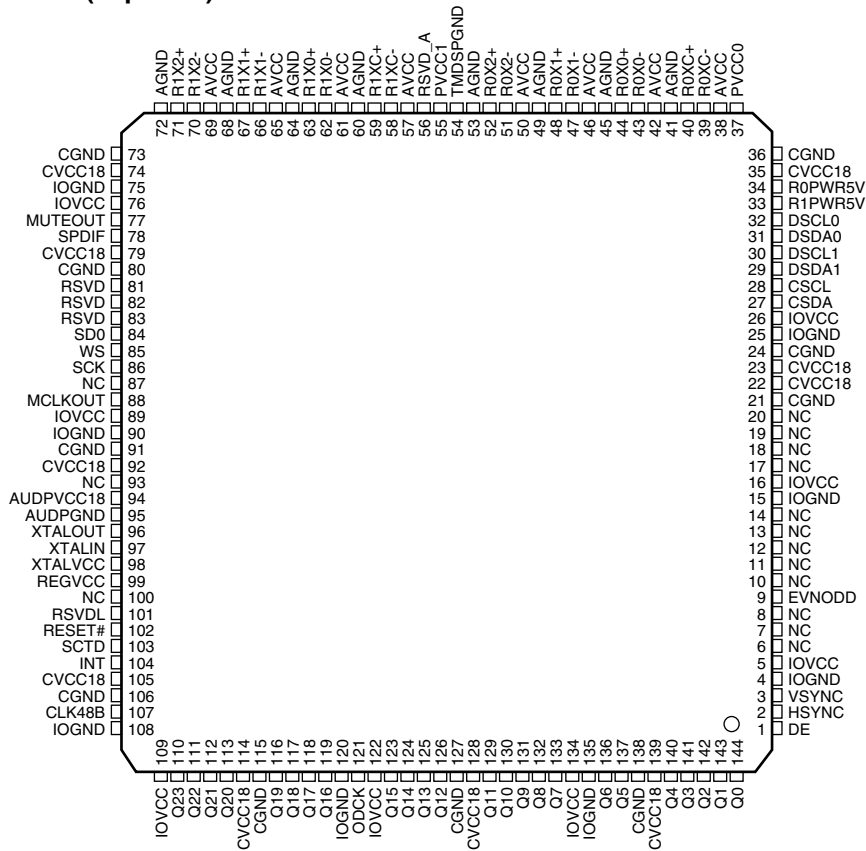 AGND 72
R1X2+ 71
R1X2- 70
AVCC 69
AGND 68
R1X1+ 67
R1X1- 66
AVCC 65
AGND 64
R1X0+ 63
R1X0- 62
AVCC 61
AGND 60
R1XC+ 59
R1XC- 58
AVCC 57
RSVD_A 56
PVCC1 55
TMDSPGND 54
AGND 53
R0X2+ 52
R0X2- 51
AVCC 50
AGND 49
R0X1+ 48
R0X1- 47
AVCC 46
AGND 45
R0X0+ 44
R0X0- 43
AVCC 42
AGND 41
R0XC+ 40
R0XC- 39
AVCC 38
PVCC0 37
CGND 73
CVCC18 74
IOGND 75
IOVCC 76
MUTEOUT 77
SPDIF 78
CVCC18 79
CGND 80
RSVD 81
RSVD 82
RSVD 83
SD0 84
WS 85
SCK 86
NC 87
MCLKOUT 88
IOVCC 89
IOGND 90
CGND 91
CVCC18 92
NC 93
AUDPVCC18 94
AUDPGND 95
XTALOUT 96
XTALIN 97
XTALVCC 98
REGVCC 99
NC 100
RSVDL 101
RESET# 102
SCTD 103
INT 104
CVCC18 105
CGND 106
CLK48B 107
IOGND 108
36 CGND
35 CVCC18
34 R0PWR5V
33 R1PWR5V
32 DSCL0
31 DSDA0
30 DSCL1
29 DSDA1
28 CSCL
27 CSDA
26 IOVCC
25 IOGND
24 CGND
23 CVCC18
22 CVCC18
21 CGND
20 NC
19 NC
18 NC
17 NC
16 IOVCC
15 IOGND
14 NC
13 NC
12 NC
11 NC
10 NC
9 EVNODD
8 NC
7 NC
6 NC
5 IOVCC
4 IOGND
3 VSYNC
2 HSYNC
1 DE
IOVCC 109
Q23 110
Q22 111
Q21 112
Q20 113
CVCC18 114
CGND 115
Q19 116
Q18 117
Q17 118
Q16 119
IOGND 120
ODCK 121
IOVCC 122
Q15 123
Q14 124
Q13 125
Q12 126
CGND 127
CVCC18 128
Q11 129
Q10 130
Q9 131
Q8 132
Q7 133
IOVCC 134
IOGND 135
Q6 136
Q5 137
CGND 138
CVCC18 139
Q4 140
Q3 141
Q2 142
Q1 143
Q0 144